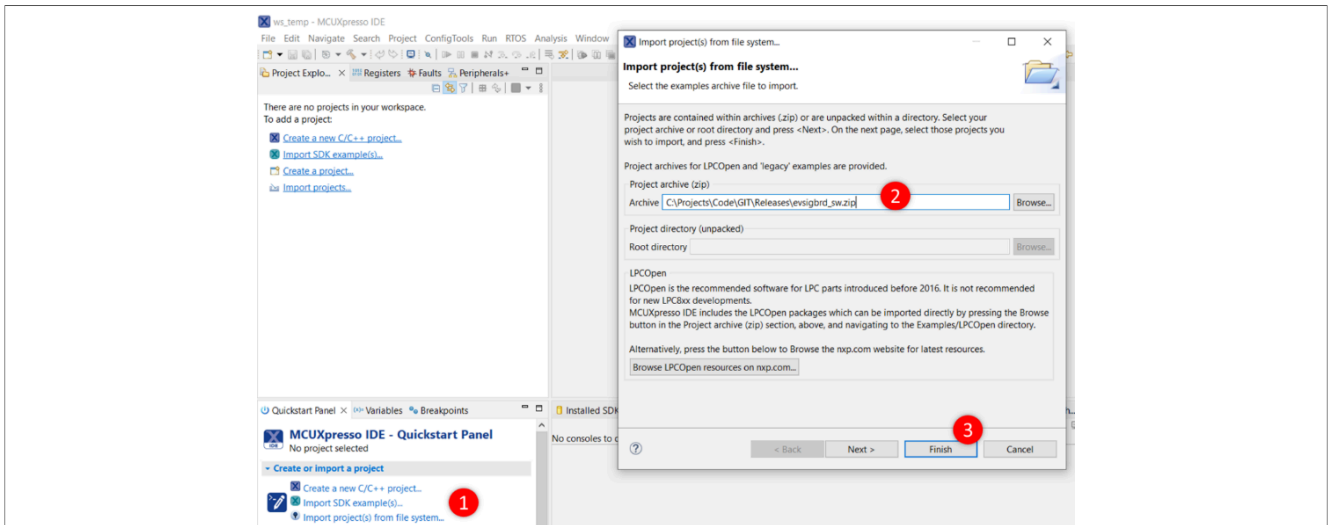 ws_temp - MCUXpresso IDE
File Edit Navigate Search Project ConfigTools Run RTOS Analysis Window
Project Explo... Registers Faults Peripherals+
There are no projects in your workspace.
To add a project:
Create a new C/C++ project...
Import SDK example(s)...
Create a project...
Import projects...
Quickstart Panel Variables Breakpoints
MCUXpresso IDE - Quickstart Panel
IDE
No project selected
Create or import a project
Create a new C/C++ project...
Import SDK example(s)...
1
Import project(s) from file system...
Installed SDK
No consoles to
Import project(s) from file system...
Import project(s) from file system...
Select the examples archive file to import.
Projects are contained within archives (.zip) or are unpacked within a directory. Select your
project archive or root directory and press <Next>. On the next page, select those projects you
wish to import, and press <Finish>.
Project archives for LPCOpen and 'legacy' examples are provided.
Project archive (zip)
Archive C:\Projects\Code\GIT\Releases\evsigbrd_sw.zip Browse...
2
Project directory (unpacked)
Root directory Browse...
LPCOpen
LPCOpen is the recommended software for LPC parts introduced before 2016. It is not recommended
for new LPC8xx developments.
MCUXpresso IDE includes the LPCOpen packages which can be imported directly by pressing the Browse
button in the Project archive (zip) section, above, and navigating to the Examples/LPCOpen directory.
Alternatively, press the button below to Browse the nxp.com website for latest resources.
Browse LPCOpen resources on nxp.com...
3
? < Back Next > Finish Cancel